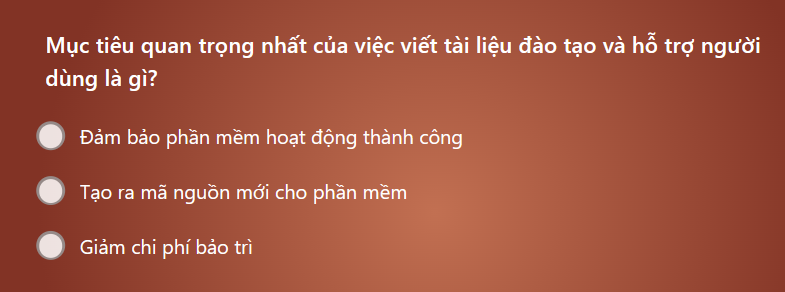 Mục tiêu quan trọng nhất của việc viết tài liệu đào tạo và hỗ trợ người
dùng là gì?
Đảm bảo phần mềm hoạt động thành công
Tạo ra mã nguồn mới cho phần mềm
Giảm chi phí bảo trì